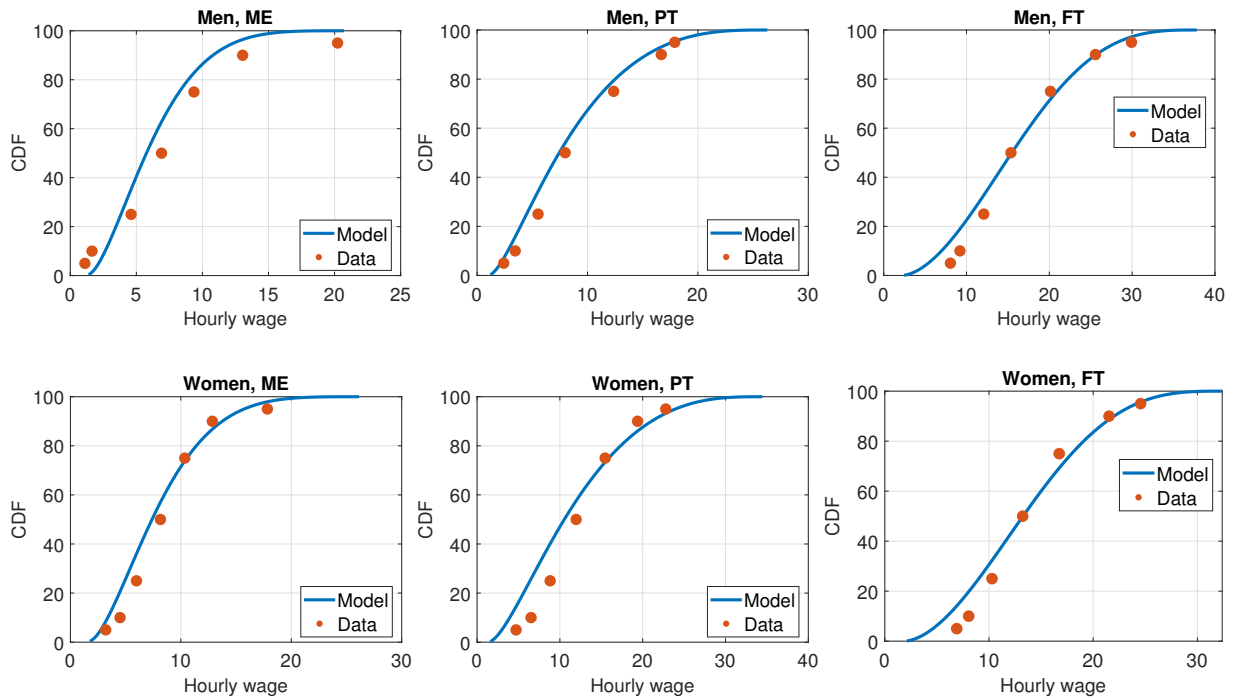 Men, ME
100
80
60
40
20
0
CDF
0 5 10 15 20 25
Hourly wage
Model
Data
Men, PT
100
80
60
40
20
0
CDF
0 10 20 30
Hourly wage
Model
Data
Men, FT
100
80
60
40
20
0
CDF
0 10 20 30 40
Hourly wage
Model
Data
Women, ME
100
80
60
40
20
0
CDF
0 10 20 30
Hourly wage
Model
Data
Women, PT
100
80
60
40
20
0
CDF
0 10 20 30 40
Hourly wage
Model
Data
Women, FT
100
80
60
40
20
0
CDF
0 10 20 30
Hourly wage
Model
Data